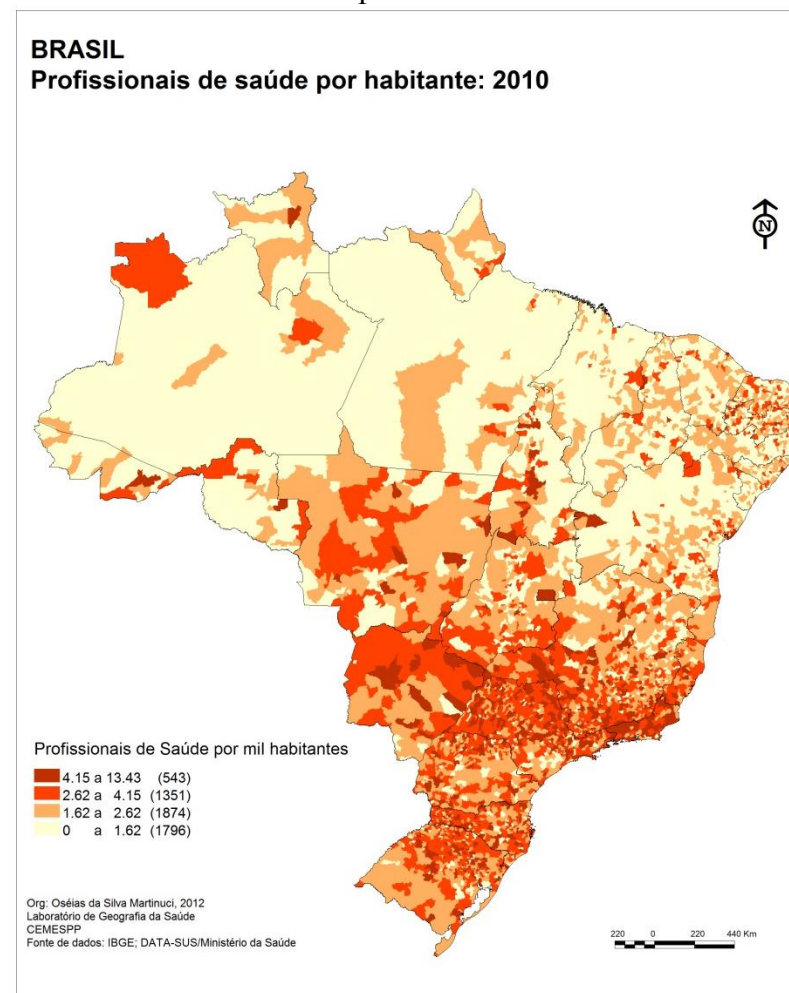 BRASIL
Profissionais de saúde por habitante: 2010
N
Profissionais de Saúde por mil habitantes
4.15 a 13.43 (543)
2.62 a 4.15 (1351)
1.62 a 2.62 (1874)
0 a 1.62 (1796)
Org: Oséias da Silva Martinuci, 2012
Laboratório de Geografia da Saúde
CEMESPP
Fonte de dados: IBGE; DATA-SUS/Ministério da Saúde
220 0 220 440 Km